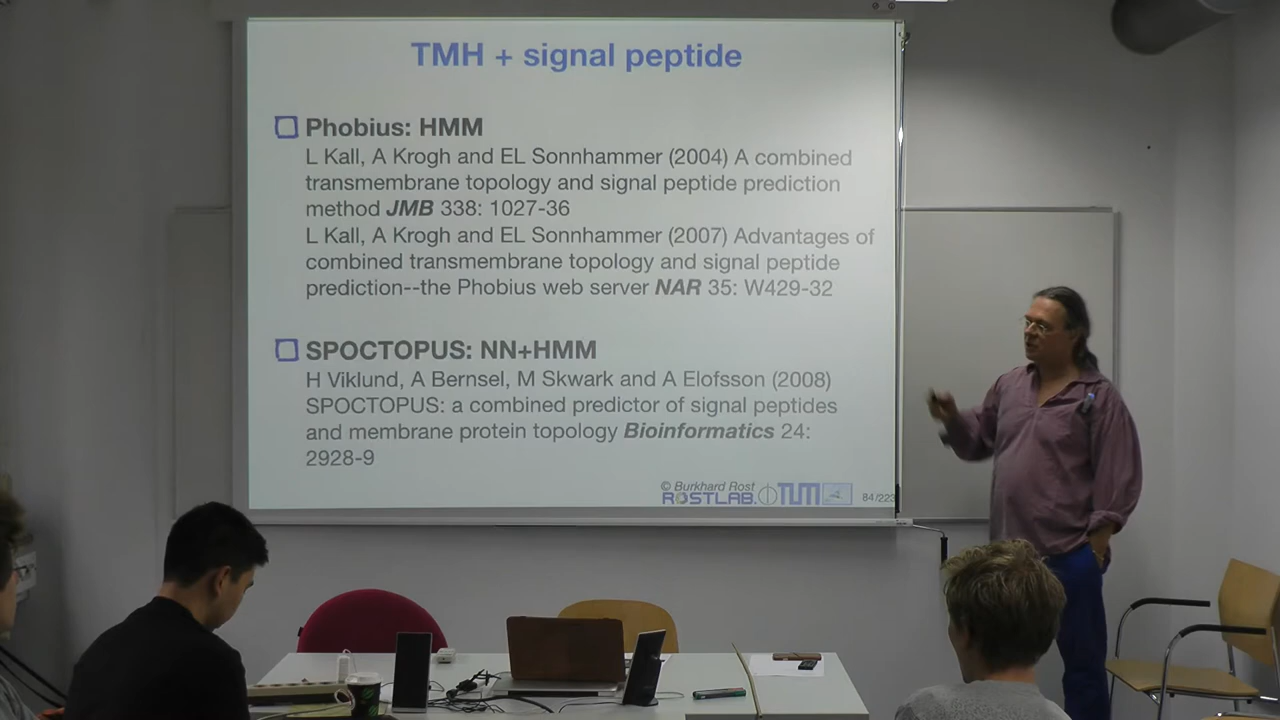 TMH + signal peptide
Phobius: HMM
L Kall, A Krogh and EL Sonnhammer (2004) A combined
transmembrane topology and signal peptide prediction
method JMB 338: 1027-36
L Kall, A Krogh and EL Sonnhammer (2007) Advantages of
combined transmembrane topology and signal peptide
prediction--the Phobius web server NAR 35: W429-32
SPOCTOPUS: NN+HMM
H Viklund, A Bernsel, M Skwark and A Elofsson (2008)
SPOCTOPUS: a combined predictor of signal peptides
and membrane protein topology Bioinformatics 24:
2928-9
© Burkhard Rost
ROSTLAB. TUM
84/223